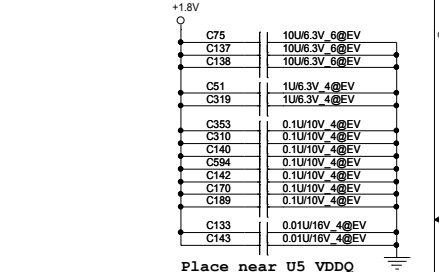 +1.8V
C75 10U/6.3V_6@EV
C137 10U/6.3V_6@EV
C138 10U/6.3V_6@EV
C51 1U/6.3V_4@EV
C319 1U/6.3V_4@EV
C353 0.1U/10V_4@EV
C310 0.1U/10V_4@EV
C140 0.1U/10V_4@EV
C594 0.1U/10V_4@EV
C142 0.1U/10V_4@EV
C170 0.1U/10V_4@EV
C189 0.1U/10V_4@EV
C133 0.01U/16V_4@EV
C143 0.01U/16V_4@EV
Place near U5 VDDQ